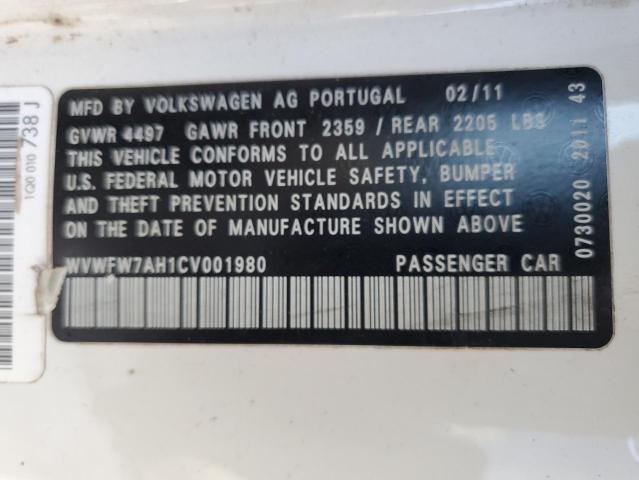 MFD BY VOLKSWAGEN AG PORTUGAL 02/11
GVWR 4497 GAWR FRONT 2359 / REAR 2205 LBS
THIS VEHICLE CONFORMS TO ALL APPLICABLE
U.S. FEDERAL MOTOR VEHICLE SAFETY, BUMPER
AND THEFT PREVENTION STANDARDS IN EFFECT
ON THE DATE OF MANUFACTURE SHOWN ABOVE
WVWFW7AH1CV001980 PASSENGER CAR
0730020 2011 43
1Q0 010 738 J